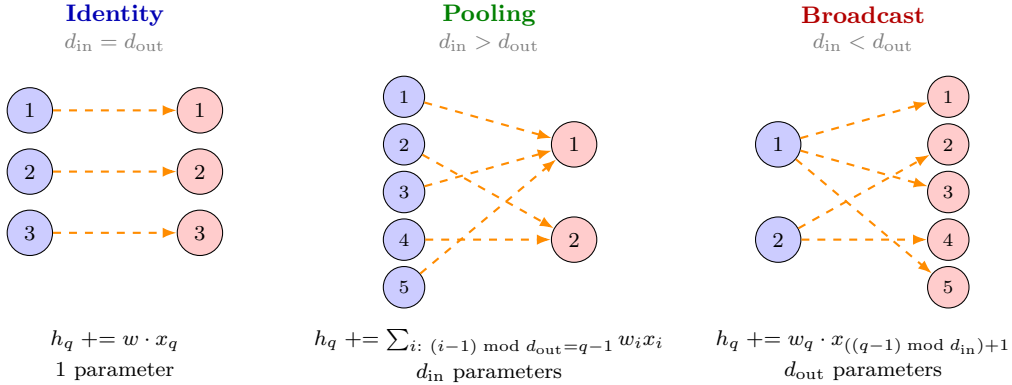 Identity
d_in = d_out
1 1
2 2
3 3
h_q += w · x_q
1 parameter
Pooling
d_in > d_out
1
2
3
4
5
1
2
h_q += ∑_{i: (i−1) mod d_out=q−1} w_i x_i
d_in parameters
Broadcast
d_in < d_out
1
2
1
2
3
4
5
h_q += w_q · x_{((q−1) mod d_in)+1}
d_out parameters